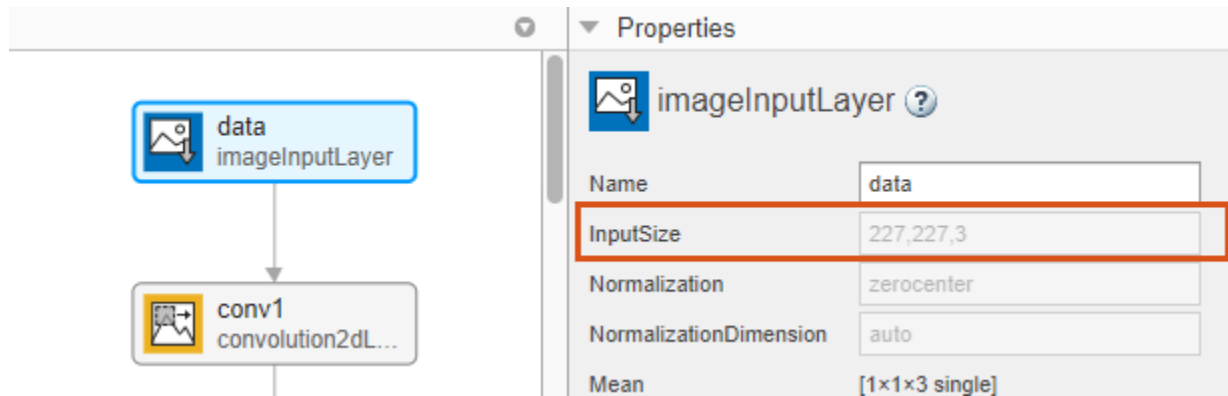 data
imageInputLayer
conv1
convolution2dL...
Properties
imageInputLayer ?
Name data
InputSize 227,227,3
Normalization zerocenter
NormalizationDimension auto
Mean [1×1×3 single]